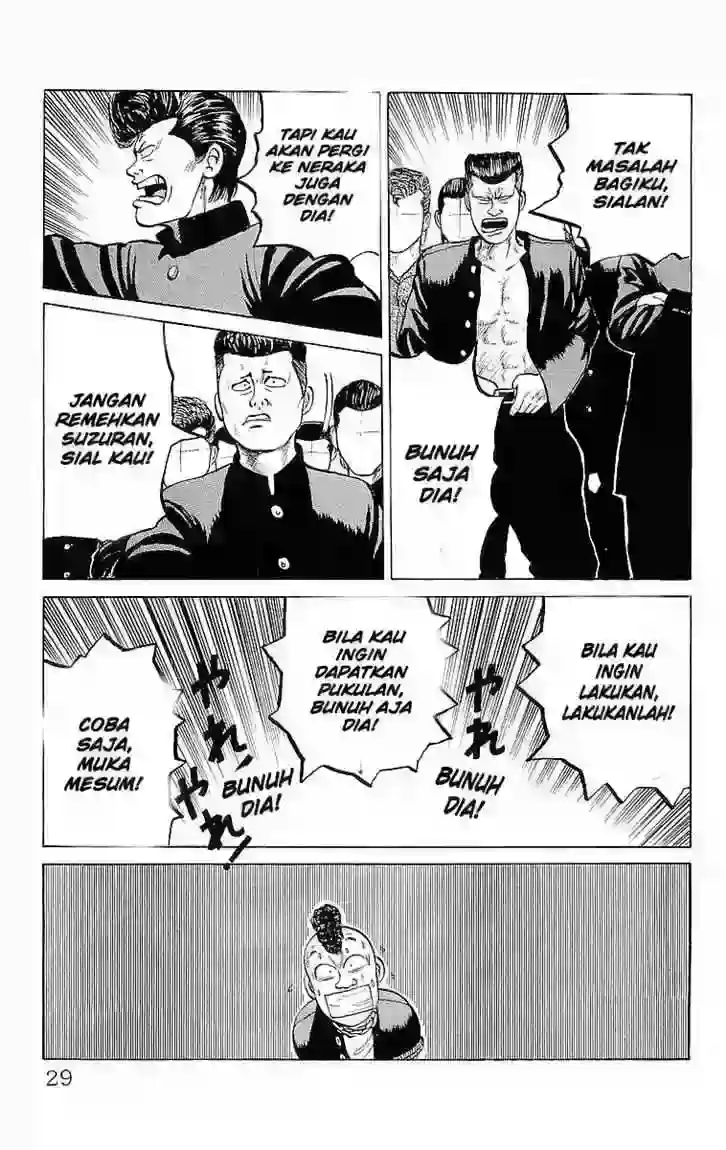 TAK
MASALAH
BAGIKU,
SIALAN!
BUNUH
SAJA
DIA!
TAPI KAU
AKAN PERGI
KE NERAKA
JUGA
DENGAN
DIA!
JANGAN
REMEHKAN
SUZURAN,
SIAL KAU!
BILA KAU
INGIN
LAKUKAN,
LAKUKANLAH!
やれ
BUNUH
DIA!
BILA KAU
INGIN
DAPATKAN
PUKULAN,
BUNUH AJA
DIA!
やれ!
やれ!
BUNUH
DIA!
COBA
SAJA,
MUKA
MESUM!
29